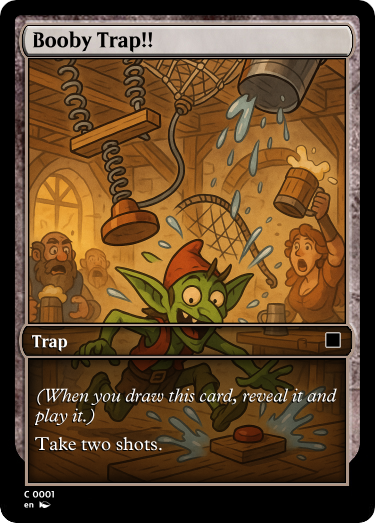 Booby Trap!!
Trap
(When you draw this card, reveal it and
play it.)
Take two shots.
C 0001
en